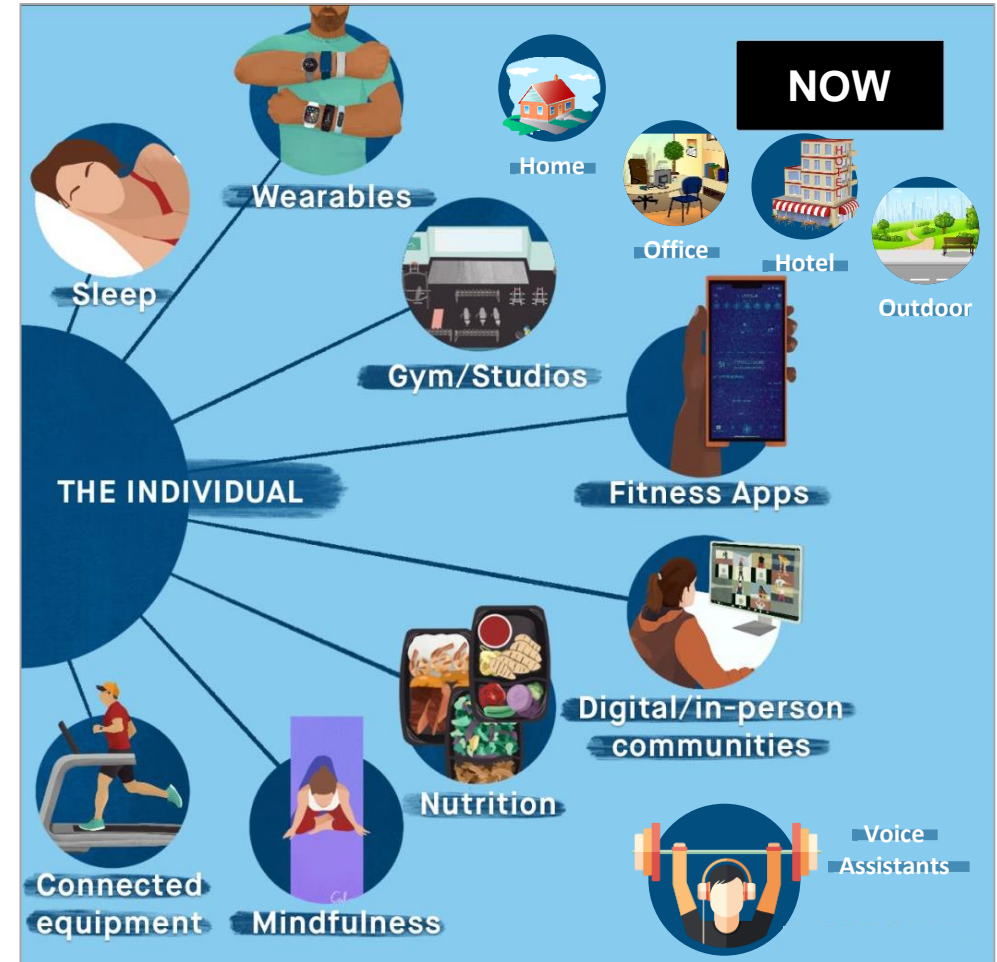 NOW
Home
Wearables
Office
Hotel
Sleep
Outdoor
Gym/Studios
THE INDIVIDUAL
Fitness Apps
Digital/in-person
communities
Nutrition
Voice
Assistants
Connected
equipment
Mindfulness
HOTEL